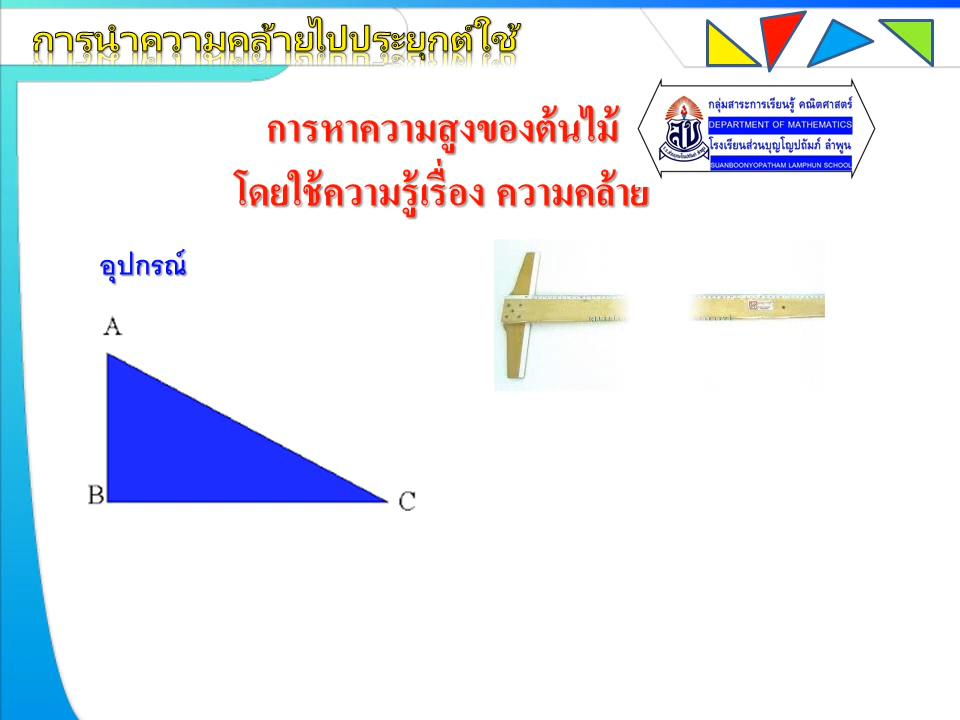 การนำความคล้ายไปประยุกต์ใช้
กลุ่มสาระการเรียนรู้ คณิตศาสตร์
DEPARTMENT OF MATHEMATICS
โรงเรียนส่วนบุญโญปถัมภ์ ลำพูน
SUANBOONYOPATHAM LAMPHUN SCHOOL
การหาความสูงของต้นไม้
โดยใช้ความรู้เรื่อง ความคล้าย
อุปกรณ์
A
B
C